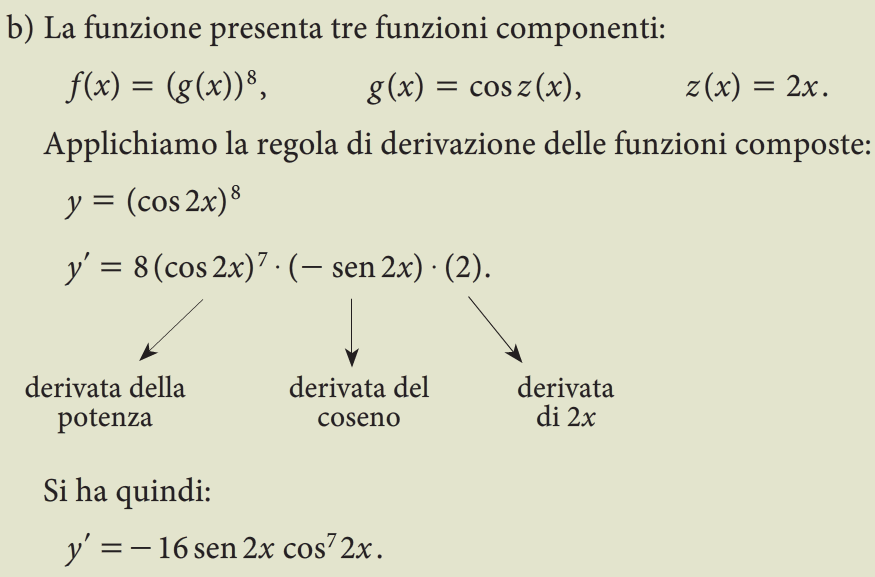 b) La funzione presenta tre funzioni componenti:
f(x) = (g(x))⁸, g(x) = cos z(x), z(x) = 2x.
Applichiamo la regola di derivazione delle funzioni composte:
y = (cos 2x)⁸
y′ = 8 (cos 2x)⁷ · (− sen 2x) · (2).
derivata della potenza
derivata del coseno
derivata di 2x
Si ha quindi:
y′ = − 16 sen 2x cos⁷ 2x.